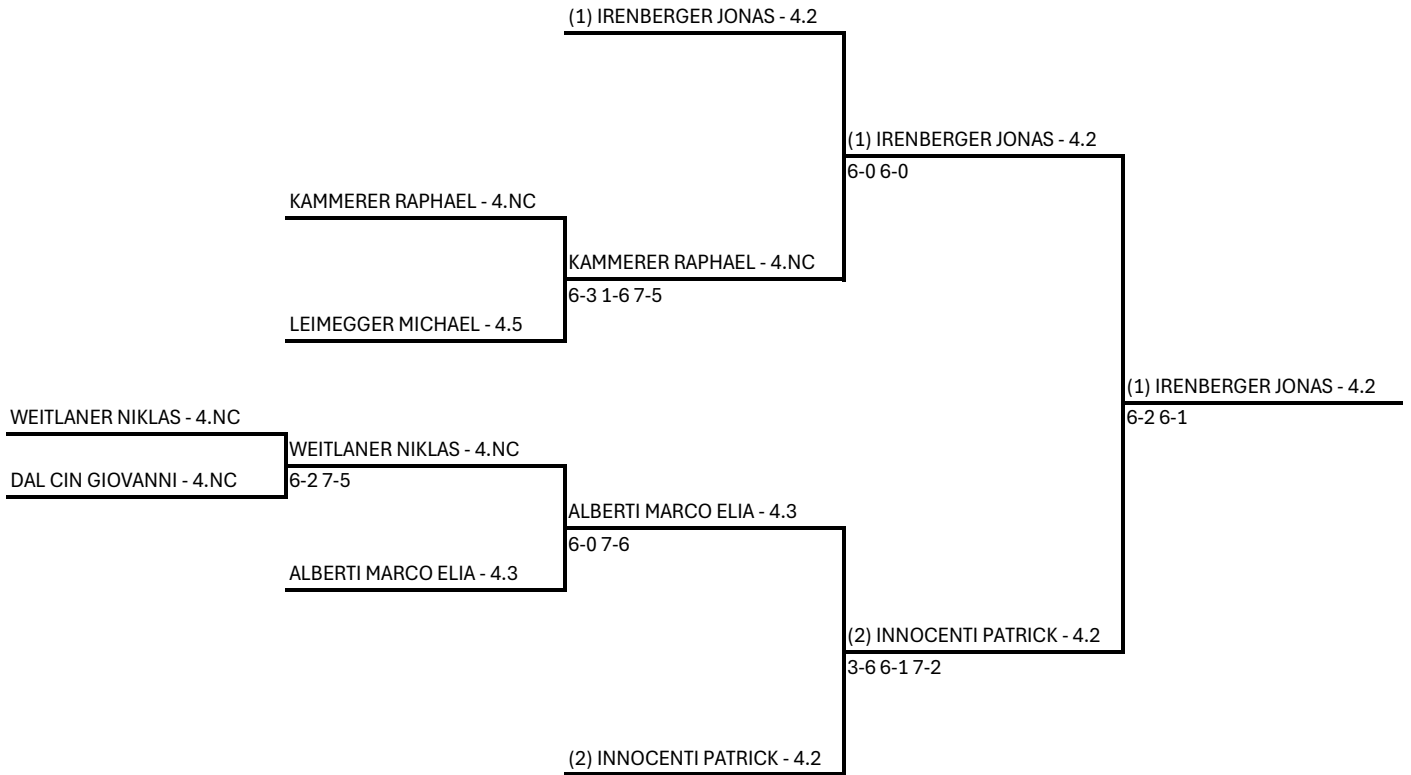 (1) IRENBERGER JONAS - 4.2
(1) IRENBERGER JONAS - 4.2
6-0 6-0
KAMMERER RAPHAEL - 4.NC
KAMMERER RAPHAEL - 4.NC
6-3 1-6 7-5
LEIMEGGER MICHAEL - 4.5
(1) IRENBERGER JONAS - 4.2
6-2 6-1
WEITLANER NIKLAS - 4.NC
WEITLANER NIKLAS - 4.NC
DAL CIN GIOVANNI - 4.NC
6-2 7-5
ALBERTI MARCO ELIA - 4.3
6-0 7-6
ALBERTI MARCO ELIA - 4.3
(2) INNOCENTI PATRICK - 4.2
3-6 6-1 7-2
(2) INNOCENTI PATRICK - 4.2